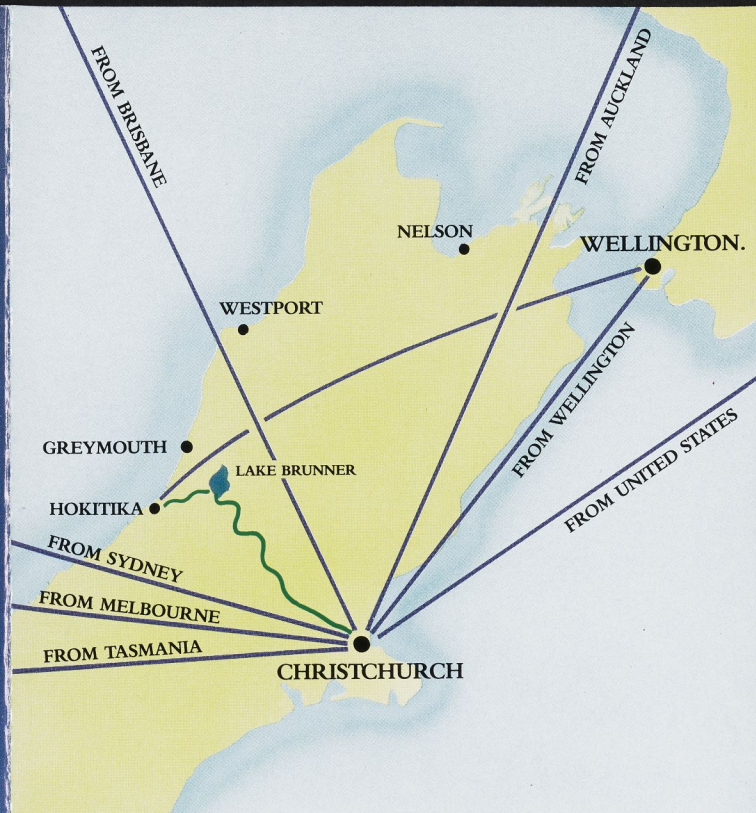 FROM BRISBANE
FROM AUCKLAND
NELSON
WELLINGTON.
WESTPORT
FROM WELLINGTON
GREYMOUTH
LAKE BRUNNER
FROM UNITED STATES
HOKITIKA
FROM SYDNEY
FROM MELBOURNE
FROM TASMANIA
CHRISTCHURCH